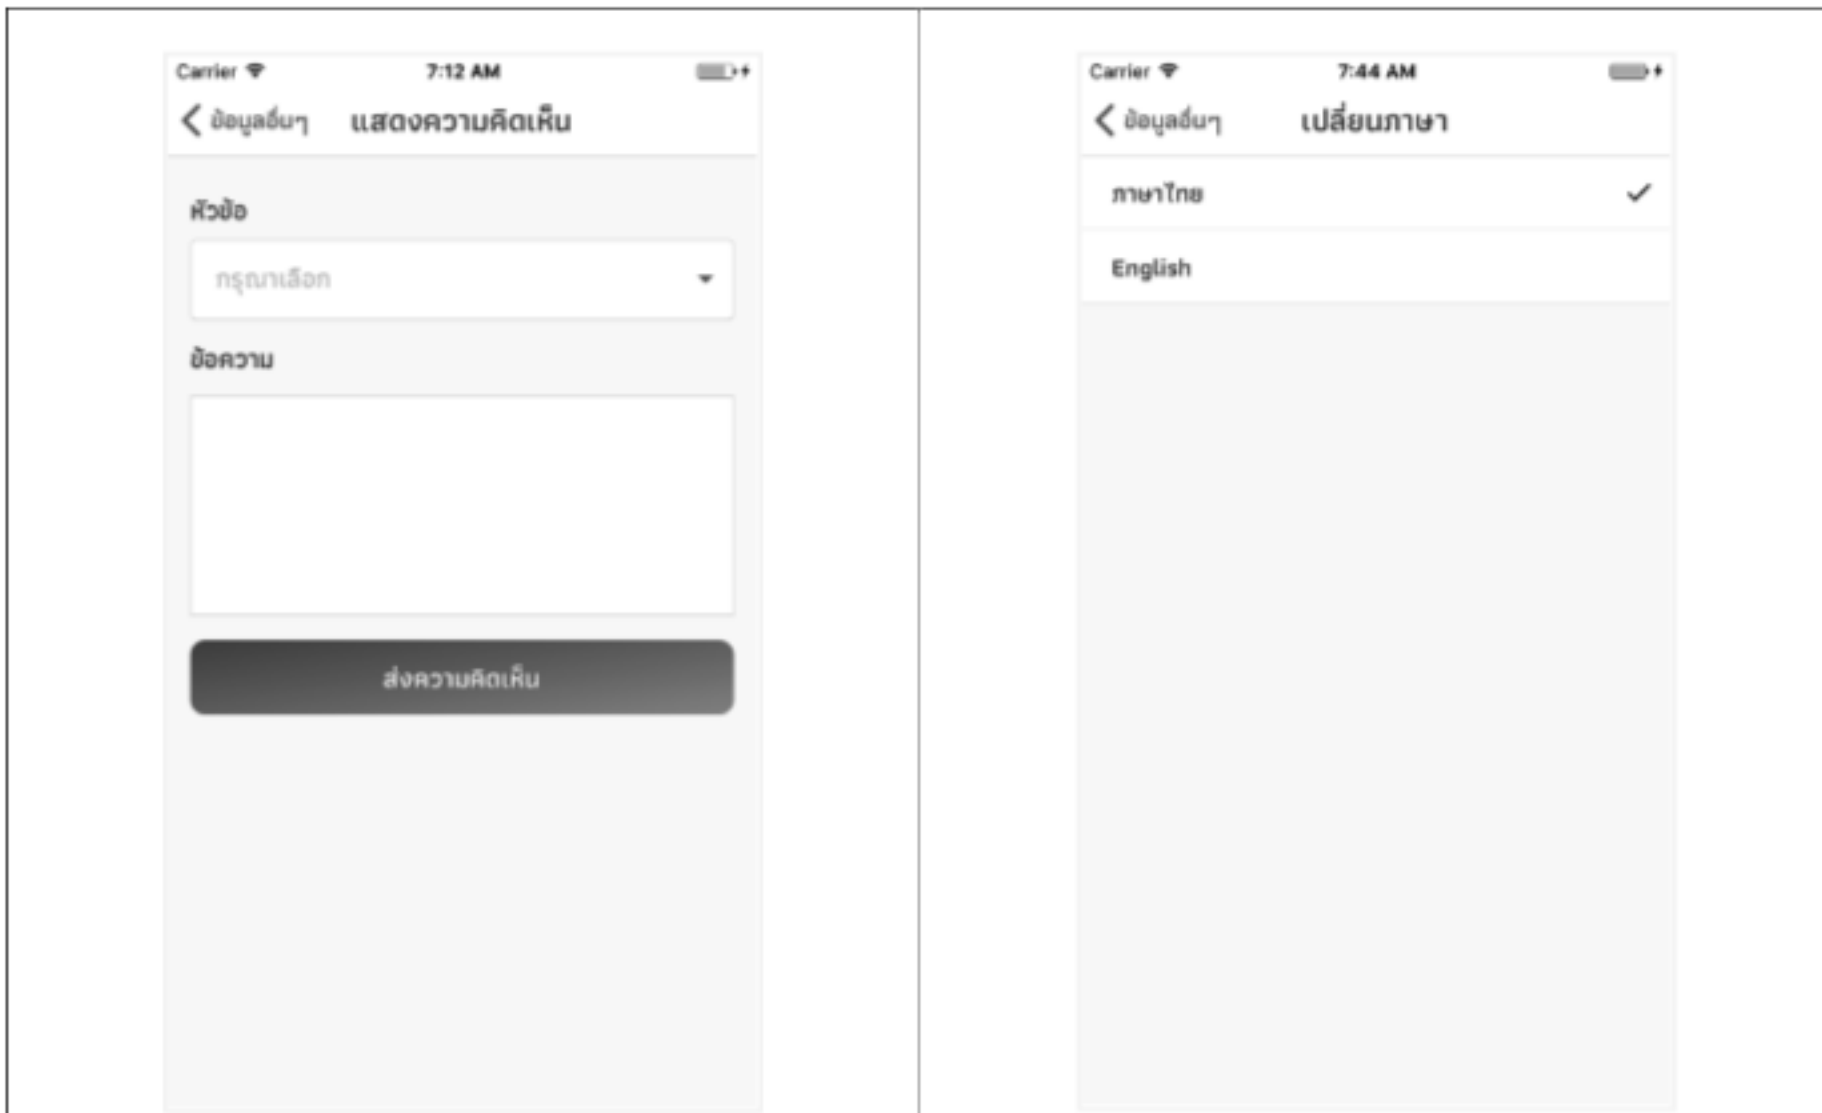 Carrier 7:12 AM
ข้อมูลอื่นๆ แสดงความคิดเห็น
หัวข้อ
กรุณาเลือก
ข้อความ
ส่งความคิดเห็น
Carrier 7:44 AM
ข้อมูลอื่นๆ เปลี่ยนภาษา
ภาษาไทย
English